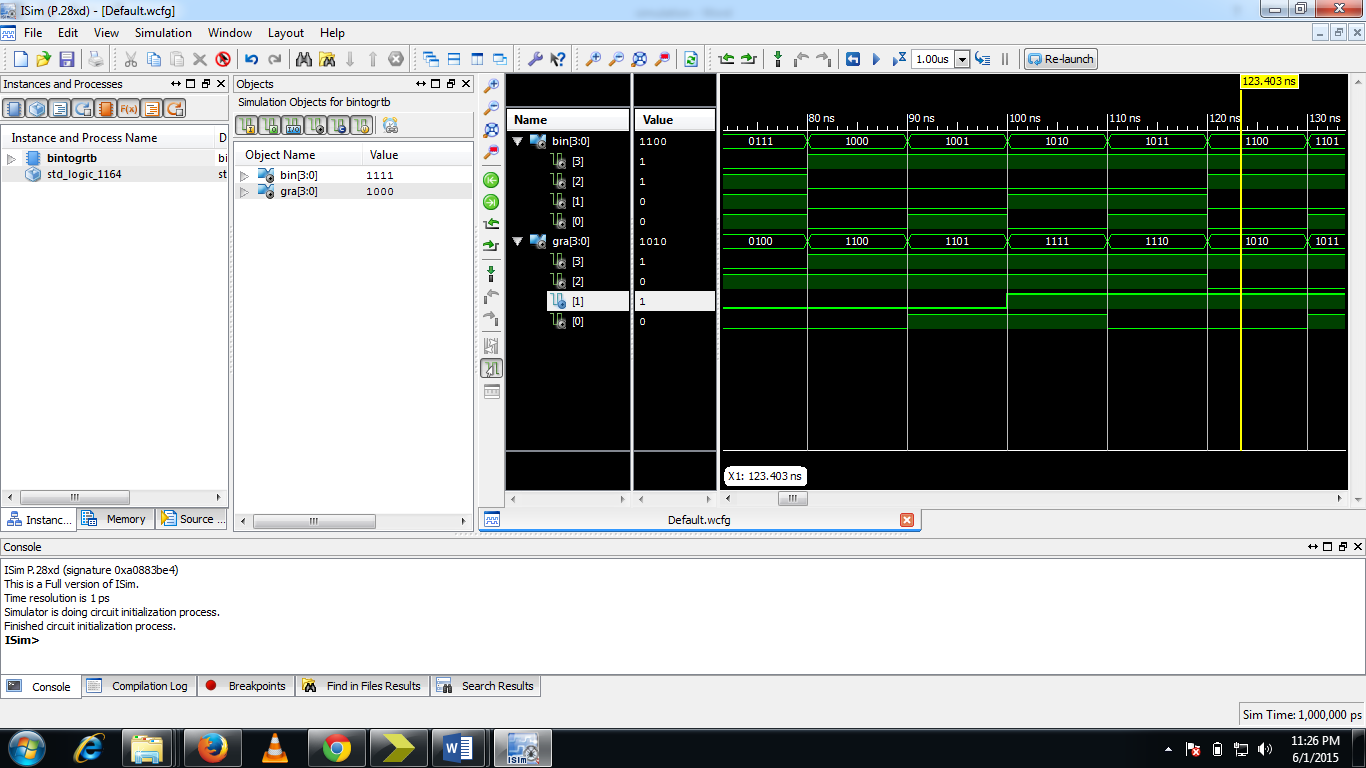 ISim (P.28xd) - [Default.wcfg]
File Edit View Simulation Window Layout Help
1.00us Re-launch
Instances and Processes
Instance and Process Name D
bintogrtb bi
std_logic_1164 st
Instanc... Memory Source ...
Objects
Simulation Objects for bintogrtb
Object Name Value
bin[3:0] 1111
gra[3:0] 1000
123.403 ns
Name Value
80 ns 90 ns 100 ns 110 ns 120 ns 130 ns
bin[3:0] 1100 0111 1000 1001 1010 1011 1100 1101
[3] 1
[2] 1
[1] 0
[0] 0
gra[3:0] 1010 0100 1100 1101 1111 1110 1010 1011
[3] 1
[2] 0
[1] 1
[0] 0
X1: 123.403 ns
Default.wcfg
Console
ISim P.28xd (signature 0xa0883be4)
This is a Full version of ISim.
Time resolution is 1 ps
Simulator is doing circuit initialization process.
Finished circuit initialization process.
ISim>
Console Compilation Log Breakpoints Find in Files Results Search Results
Sim Time: 1,000,000 ps
ISim
11:26 PM
6/1/2015